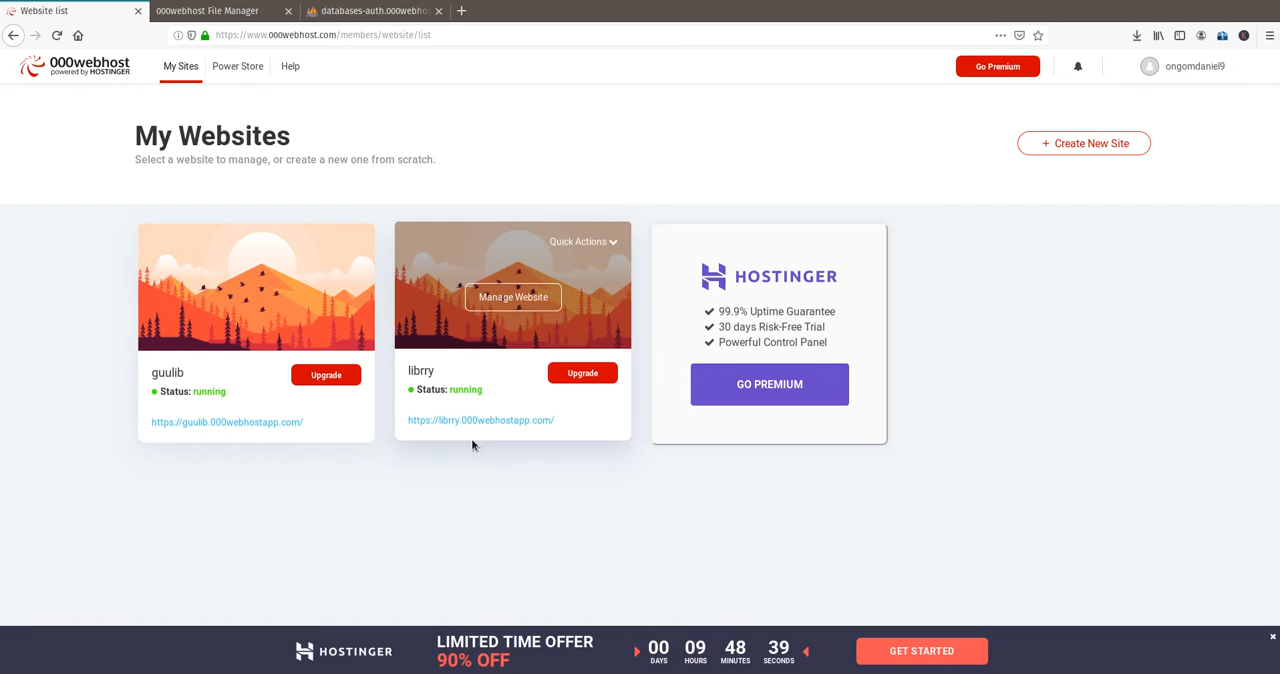 Website list
000webhost File Manager
databases-auth.000webho
https://www.000webhost.com/members/website/list
000webhost
powered by HOSTINGER
My Sites
Power Store
Help
Go Premium
ongomdaniel9
My Websites
Select a website to manage, or create a new one from scratch.
+ Create New Site
Quick Actions
Manage Website
guulib
Upgrade
Status: running
https://guulib.000webhostapp.com/
librry
Upgrade
Status: running
https://librry.000webhostapp.com/
HOSTINGER
99.9% Uptime Guarantee
30 days Risk-Free Trial
Powerful Control Panel
GO PREMIUM
HOSTINGER
LIMITED TIME OFFER
90% OFF
00 09 48 39
DAYS HOURS MINUTES SECONDS
GET STARTED